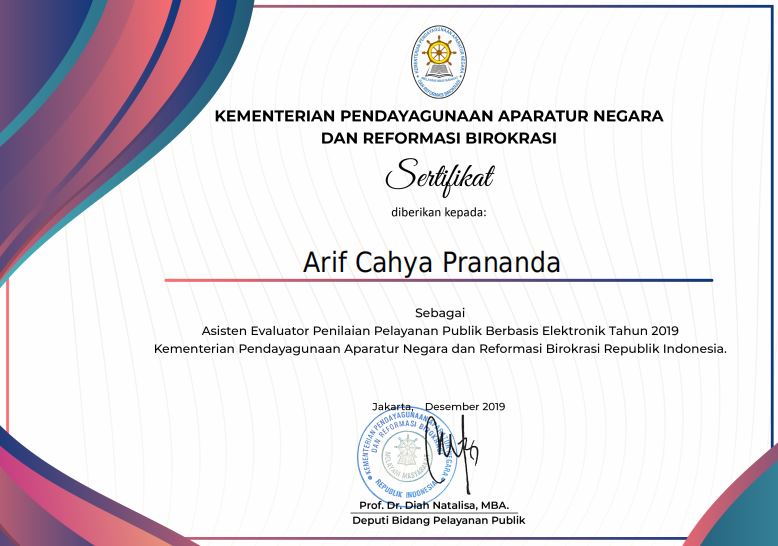 KEMENTERIAN PENDAYAGUNAAN APARATUR NEGARA
DAN REFORMASI BIROKRASI
Sertifikat
diberikan kepada:
Arif Cahya Prananda
Sebagai
Asisten Evaluator Penilaian Pelayanan Publik Berbasis Elektronik Tahun 2019
Kementerian Pendayagunaan Aparatur Negara dan Reformasi Birokrasi Republik Indonesia.
Jakarta, Desember 2019
KEMENTERIAN PENDAYAGUNAAN APARATUR NEGARA
DAN REFORMASI BIROKRASI
MELAYANI MASYARAKAT
REPUBLIK INDONESIA
Prof. Dr. Diah Natalisa, MBA.
Deputi Bidang Pelayanan Publik